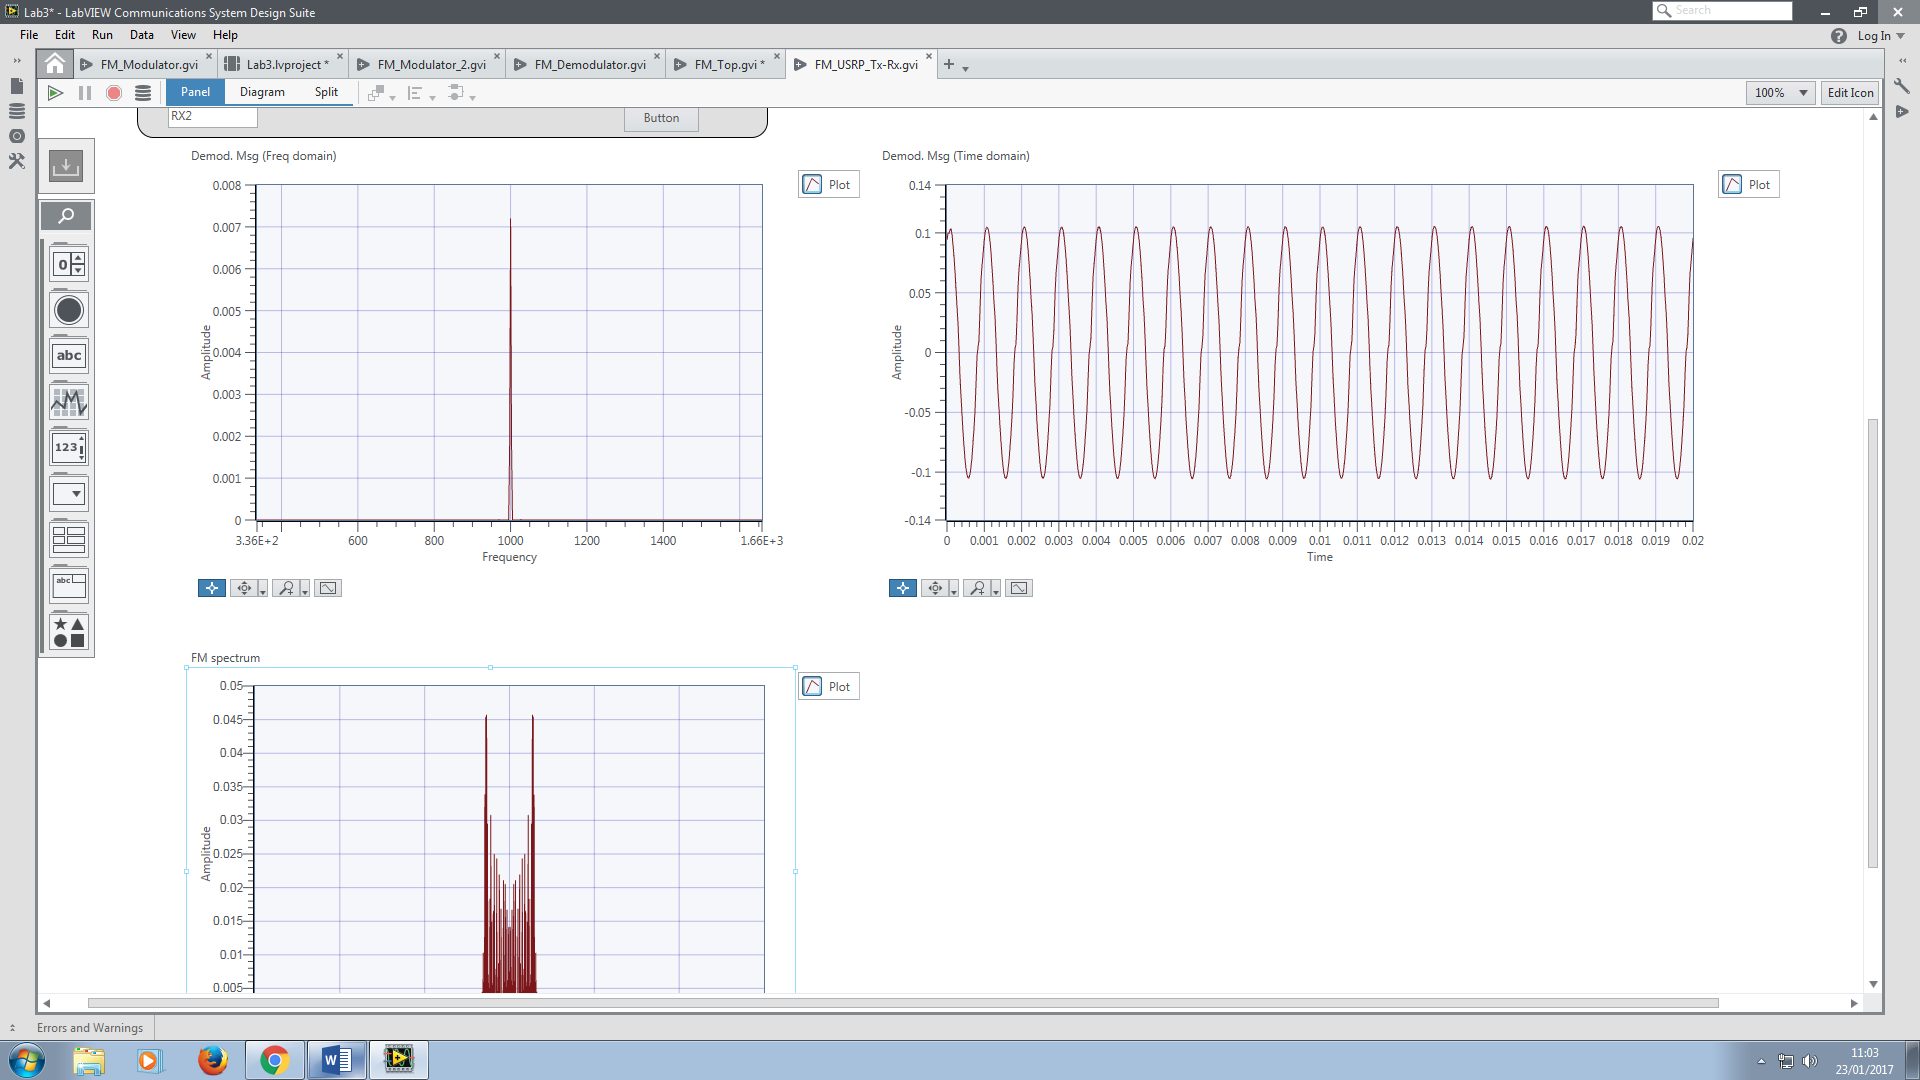 Lab3* - LabVIEW Communications System Design Suite
Search
File Edit Run Data View Help
Log In
FM_Modulator.gvi Lab3.lvproject * FM_Modulator_2.gvi FM_Demodulator.gvi FM_Top.gvi * FM_USRP_Tx-Rx.gvi
Panel Diagram Split
100% Edit Icon
RX2
Button
Demod. Msg (Freq domain)
Plot
0.008
0.007
0.006
0.005
0.004
0.003
0.002
0.001
0
Amplitude
3.36E+2 600 800 1000 1200 1400 1.66E+3
Frequency
Demod. Msg (Time domain)
Plot
0.14
0.1
0.05
0
-0.05
-0.1
-0.14
Amplitude
0 0.001 0.002 0.003 0.004 0.005 0.006 0.007 0.008 0.009 0.01 0.011 0.012 0.013 0.014 0.015 0.016 0.017 0.018 0.019 0.02
Time
0
abc
123
abc
FM spectrum
Plot
0.05
0.045
0.04
0.035
0.03
0.025
0.02
0.015
0.01
0.005
Amplitude
Errors and Warnings
W
11:03
23/01/2017